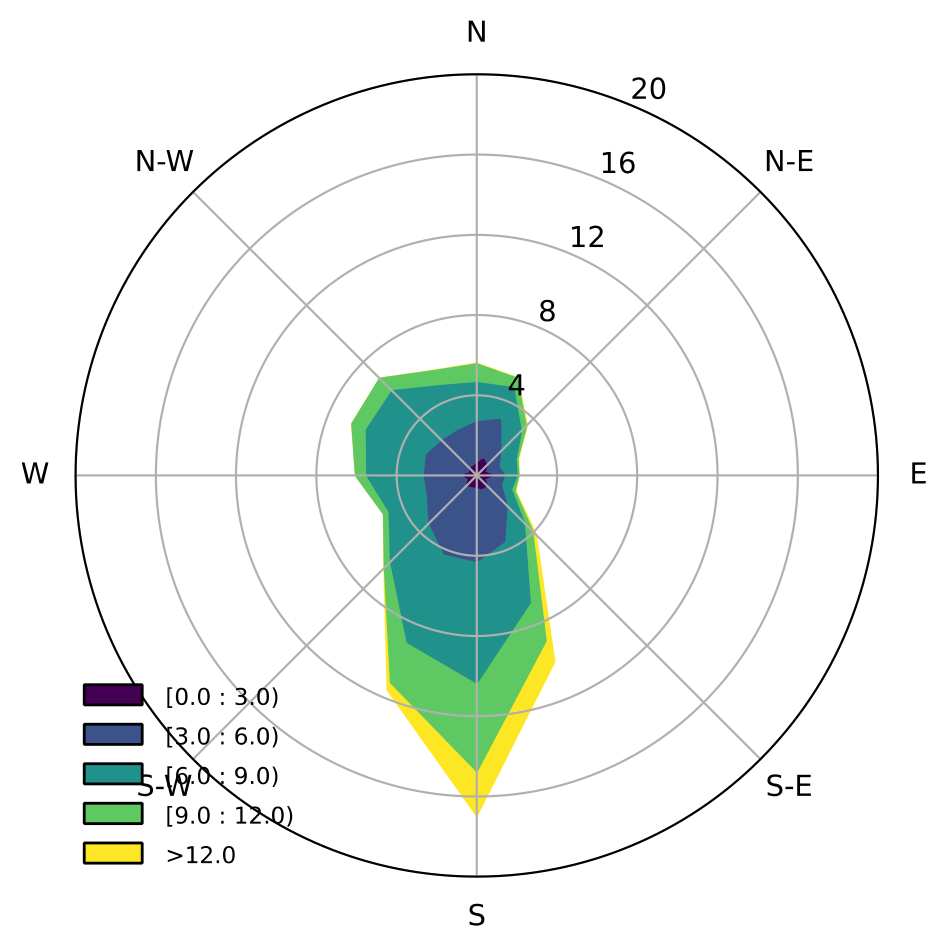 N
20
N-W
N-E
16
12
8
4
W
E
[0.0 : 3.0)
[3.0 : 6.0)
[6.0 : 9.0)
S-W
S-E
[9.0 : 12.0)
>12.0
S